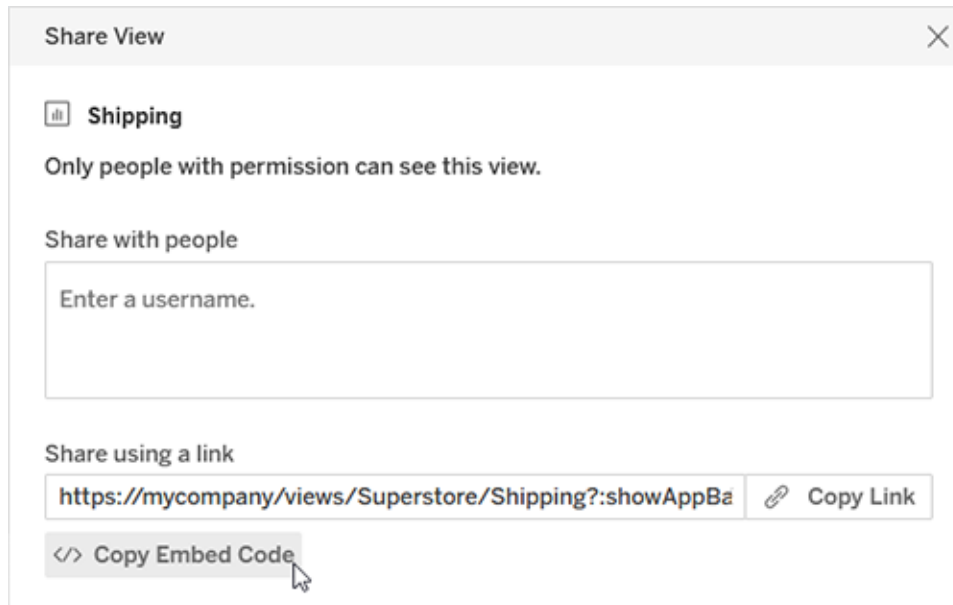 Share View
Shipping
Only people with permission can see this view.
Share with people
Enter a username.
Share using a link
https://mycompany/views/Superstore/Shipping?:showAppBa
Copy Link
</> Copy Embed Code